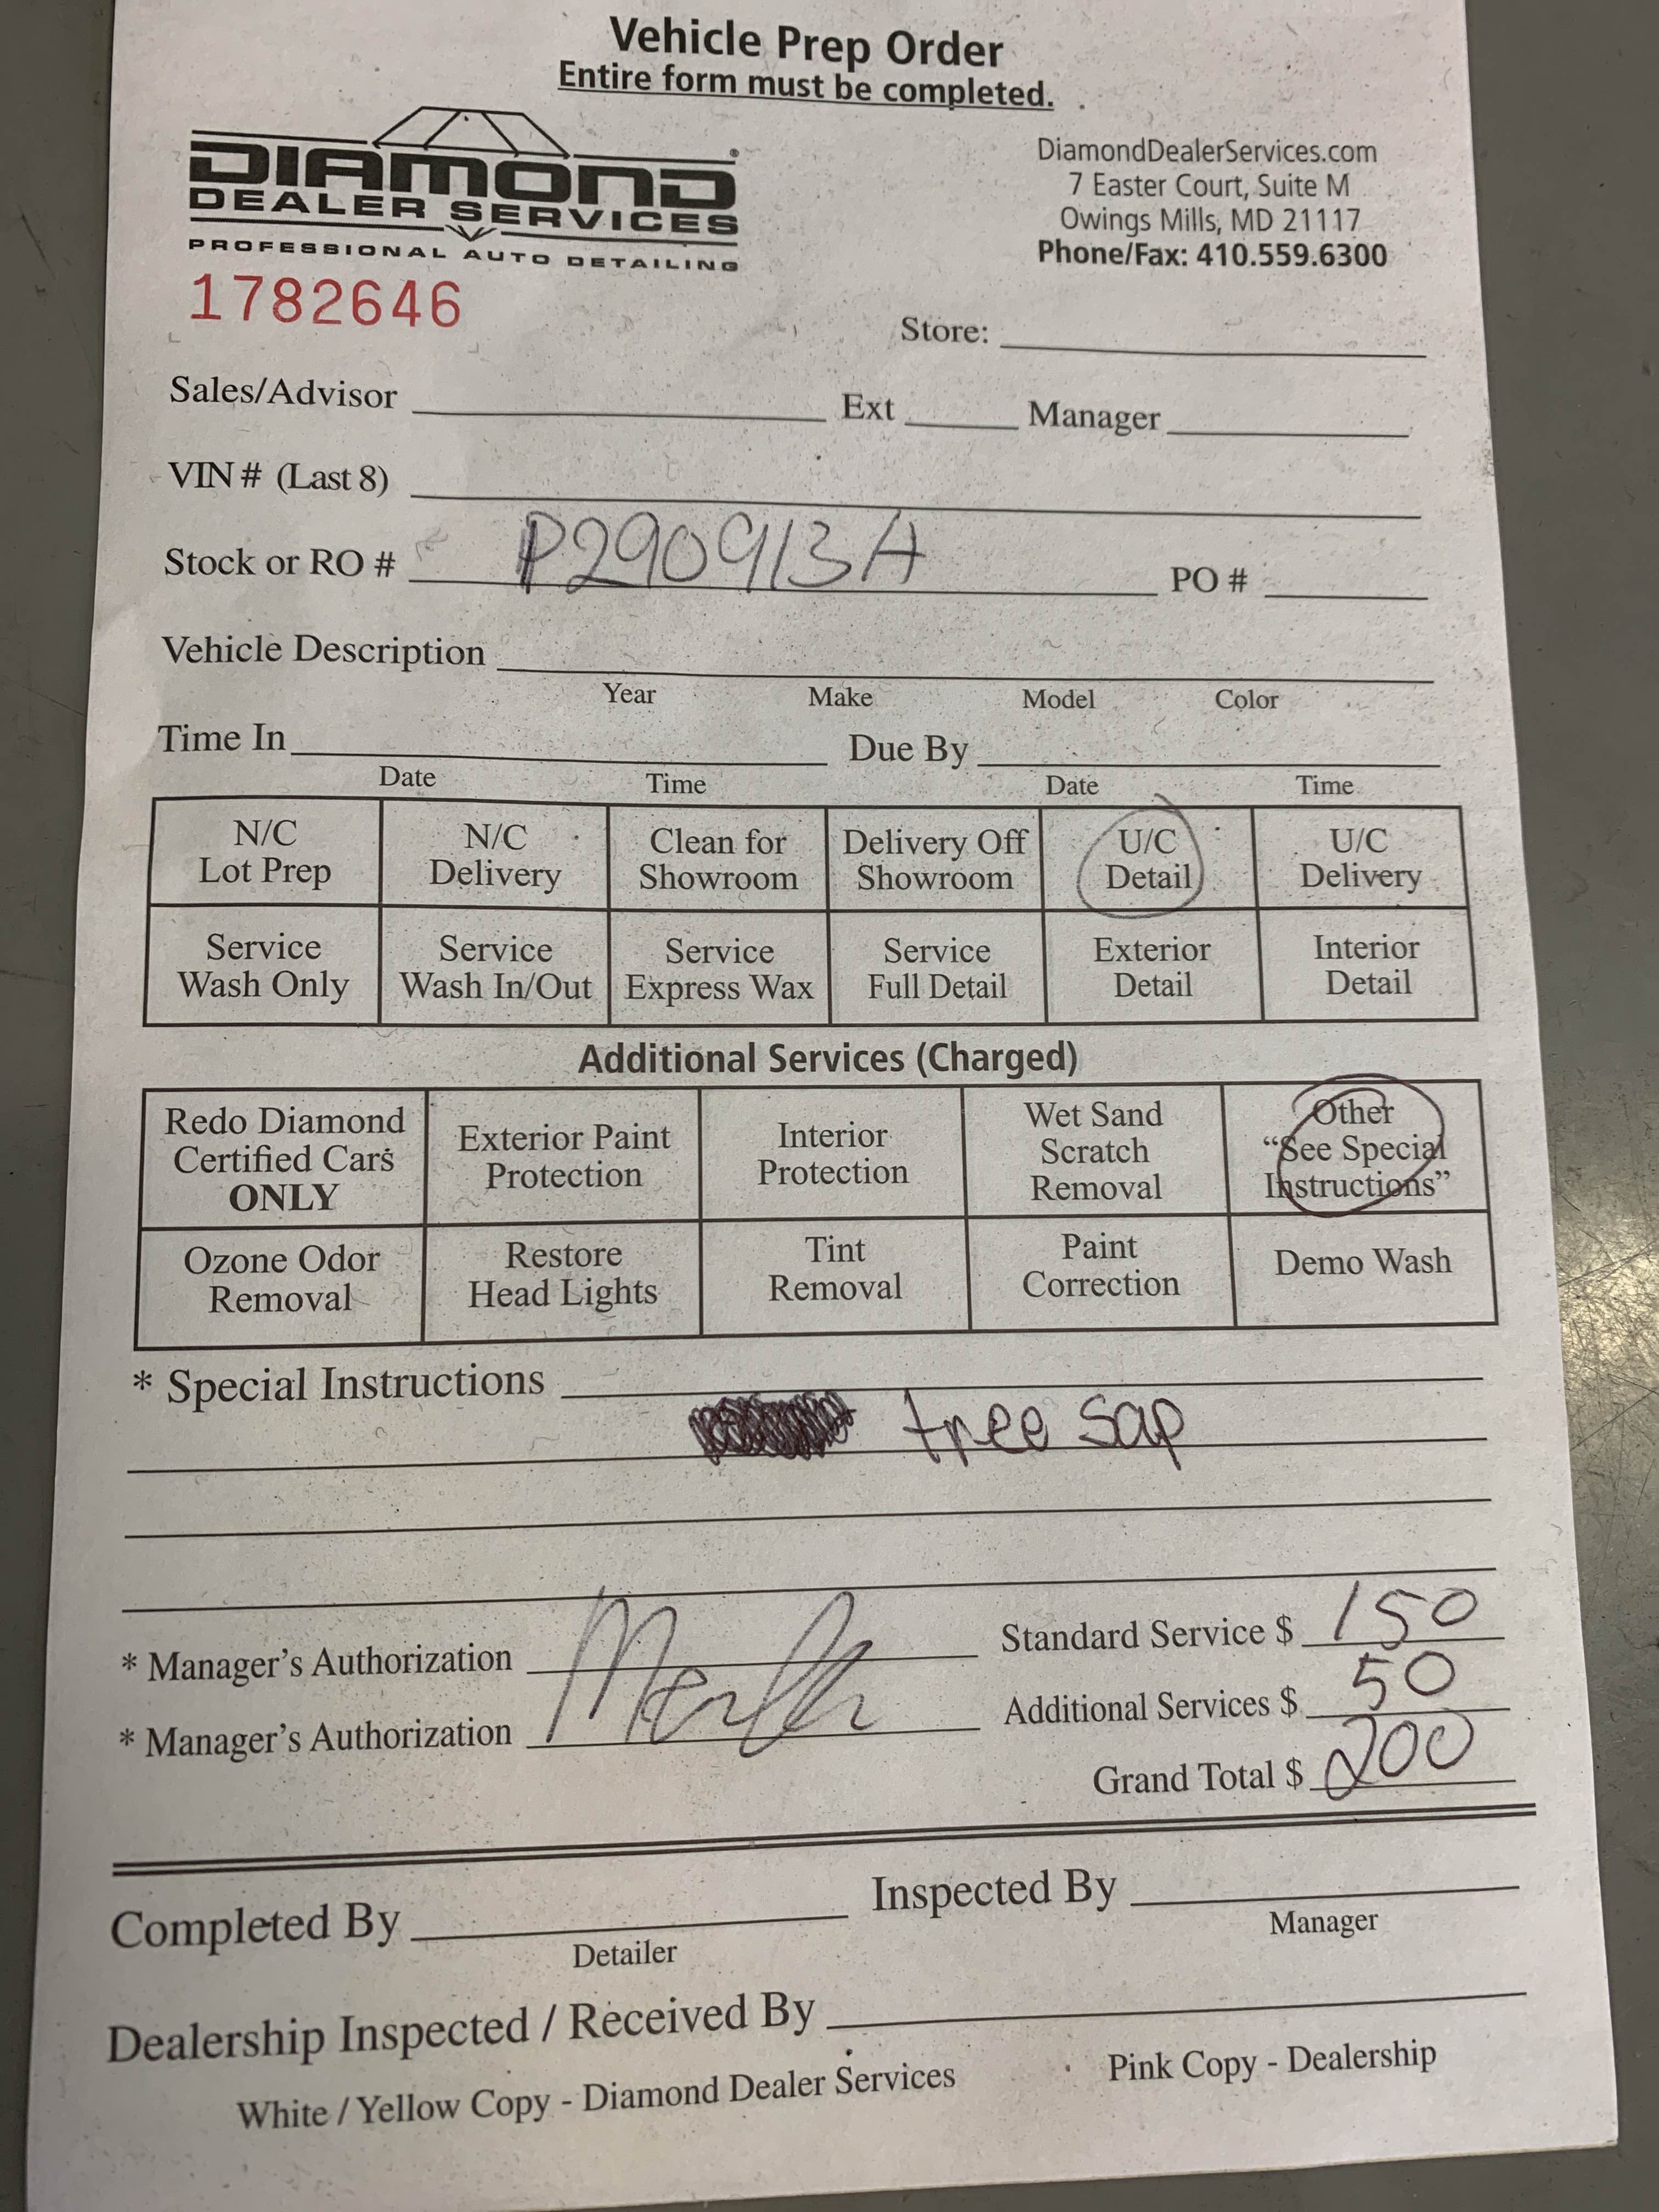 Vehicle Prep Order
Entire form must be completed.
DIAMOND
DEALER SERVICES
PROFESSIONAL AUTO DETAILING
DiamondDealerServices.com
7 Easter Court, Suite M
Owings Mills, MD 21117
Phone/Fax: 410.559.6300
1782646
Store:
Sales/Advisor Ext Manager
VIN # (Last 8)
Stock or RO # P290913A PO #
Vehicle Description
Year Make Model Color
Time In Due By
Date Time Date Time
N/C Lot Prep
N/C Delivery
Clean for Showroom
Delivery Off Showroom
U/C Detail
U/C Delivery
Service Wash Only
Service Wash In/Out
Service Express Wax
Service Full Detail
Exterior Detail
Interior Detail
Additional Services (Charged)
Redo Diamond Certified Cars ONLY
Exterior Paint Protection
Interior Protection
Wet Sand Scratch Removal
Other "See Special Instructions"
Ozone Odor Removal
Restore Head Lights
Tint Removal
Paint Correction
Demo Wash
* Special Instructions
tree sap
* Manager's Authorization Standard Service $ 150
* Manager's Authorization Additional Services $ 50
Grand Total $ 200
Completed By Inspected By
Detailer Manager
Dealership Inspected / Received By
White / Yellow Copy - Diamond Dealer Services Pink Copy - Dealership